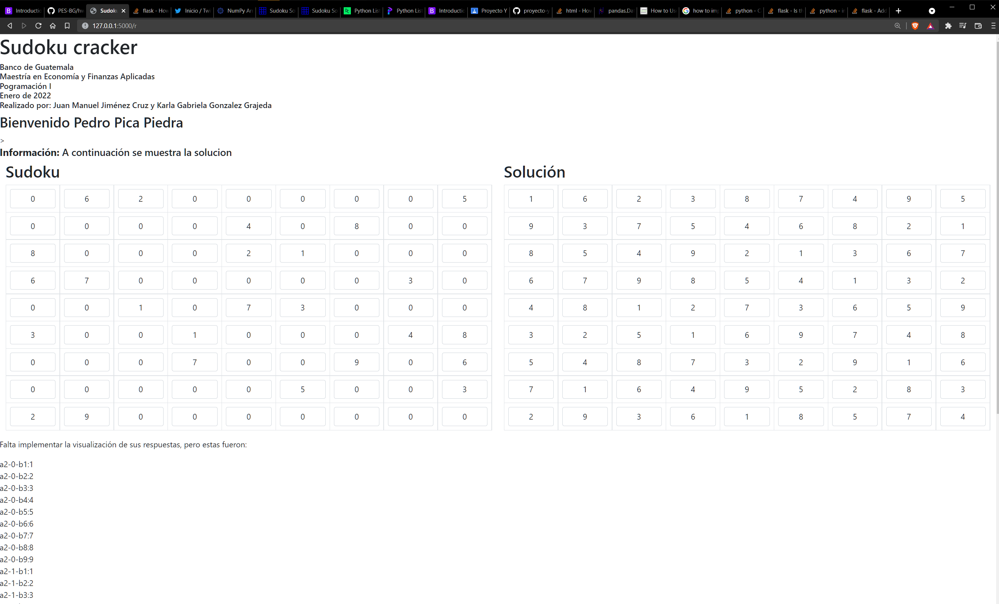 Introductio PES-BG/hw Sudoku flask - How Inicio / Twi NumPy Arr Sudoku So Sudoku So Python List Python List Introductio Proyecto Y proyecto-y html - How pandas.Da How to Us how to imp python - C flask - Is th python - in flask - Add
127.0.0.1:5000/r
Sudoku cracker
Banco de Guatemala
Maestría en Economía y Finanzas Aplicadas
Pogramación I
Enero de 2022
Realizado por: Juan Manuel Jiménez Cruz y Karla Gabriela Gonzalez Grajeda
Bienvenido Pedro Pica Piedra
>
Información: A continuación se muestra la solucion
Sudoku Solución
0 6 2 0 0 0 0 0 5 1 6 2 3 8 7 4 9 5
0 0 0 0 4 0 8 0 0 9 3 7 5 4 6 8 2 1
8 0 0 0 2 1 0 0 0 8 5 4 9 2 1 3 6 7
6 7 0 0 0 0 0 3 0 6 7 9 8 5 4 1 3 2
0 0 1 0 7 3 0 0 0 4 8 1 2 7 3 6 5 9
3 0 0 1 0 0 0 4 8 3 2 5 1 6 9 7 4 8
0 0 0 7 0 0 9 0 6 5 4 8 7 3 2 9 1 6
0 0 0 0 0 5 0 0 3 7 1 6 4 9 5 2 8 3
2 9 0 0 0 0 0 0 0 2 9 3 6 1 8 5 7 4
Falta implementar la visualización de sus respuestas, pero estas fueron:
a2-0-b1:1
a2-0-b2:2
a2-0-b3:3
a2-0-b4:4
a2-0-b5:5
a2-0-b6:6
a2-0-b7:7
a2-0-b8:8
a2-0-b9:9
a2-1-b1:1
a2-1-b2:2
a2-1-b3:3